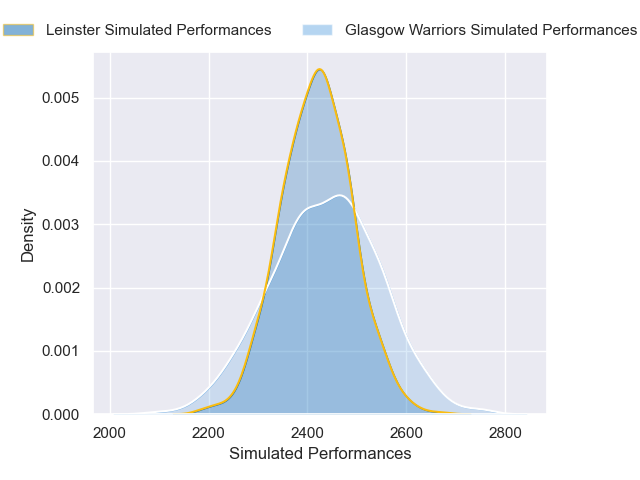 Leinster Simulated Performances Glasgow Warriors Simulated Performances
0.005
0.004
0.003
0.002
0.001
0.000
Density
2000 2200 2400 2600 2800
Simulated Performances